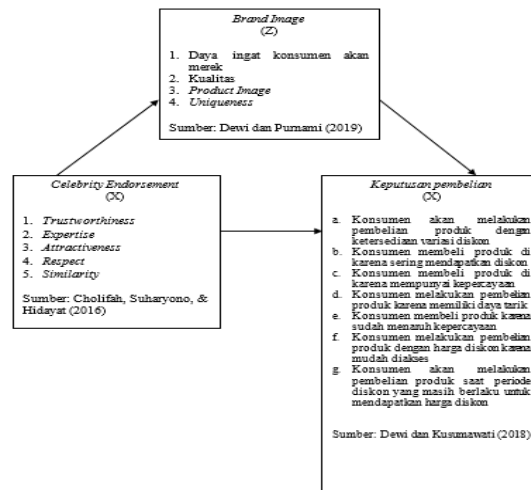 Brand Image
(Z)
1. Daya ingat konsumen akan
merek
2. Kualitas
3. Product Image
4. Uniqueness
Sumber: Dewi dan Purnami (2019)
Celebrity Endorsement
(X)
1. Trustworthiness
2. Expertise
3. Attractiveness
4. Respect
5. Similarity
Sumber: Cholifah, Suharyono, &
Hidayat (2016)
Keputusan pembelian
(X)
a. Konsumen akan melakukan
pembelian produk dengan
ketersediaan variasi diskon
b. Konsumen membeli produk di
karena sering mendapatkan diskon
c. Konsumen membeli produk di
karena mempunyai kepercayaan
d. Konsumen melakukan pembelian
produk karena memiliki daya tarik
e. Konsumen membeli produk karena
sudah menaruh kepercayaan
f. Konsumen melakukan pembelian
produk dengan harga diskon karena
mudah diakses
g. Konsumen akan melakukan
pembelian produk saat periode
diskon yang masih berlaku untuk
mendapatkan harga diskon
Sumber: Dewi dan Kusumawati (2018)